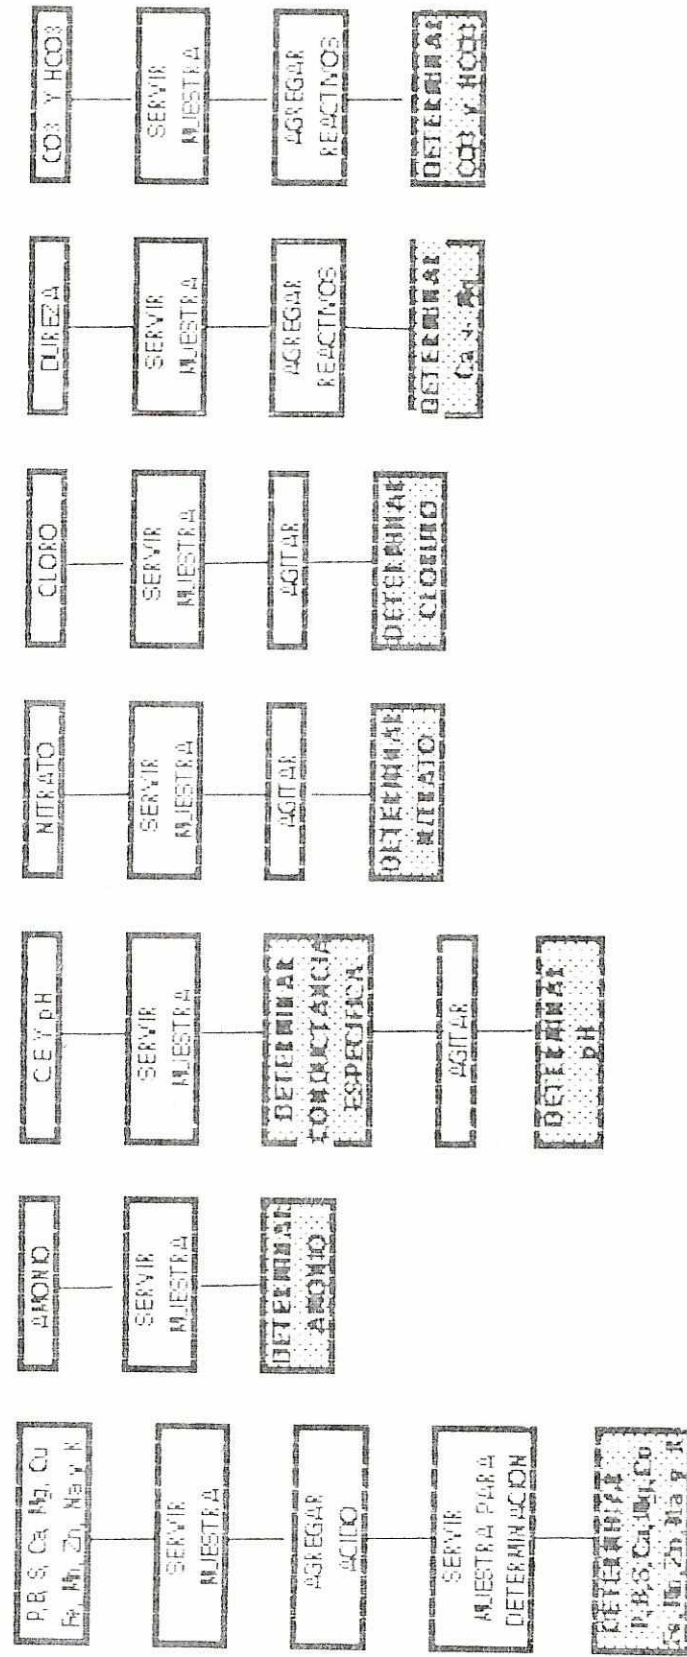 P, B, S, Ca, Mg, Cu
Fe, Mn, Zn, Na y K
SERVIR
MUESTRA
AGREGAR
ACIDO
SERVIR
MUESTRA PARA
DETERMINACION
DETERMINAR
P,B,S,Ca,Mg,Cu
Fe,Mn,Zn,Na y K
AMONIO
SERVIR
MUESTRA
DETERMINAR
AMONIO
C.E Y pH
SERVIR
MUESTRA
DETERMINAR
CONDUCTANCIA
ESPECIFICA
AGITAR
DETERMINAR
pH
NITRATO
SERVIR
MUESTRA
AGITAR
DETERMINAR
NITRATO
CLORO
SERVIR
MUESTRA
AGITAR
DETERMINAR
CLORURO
DUREZA
SERVIR
MUESTRA
AGREGAR
REACTIVOS
DETERMINAR
Ca y Mg
CO3 Y HCO3
SERVIR
MUESTRA
AGREGAR
REACTIVOS
DETERMINAR
CO3 y HCO3